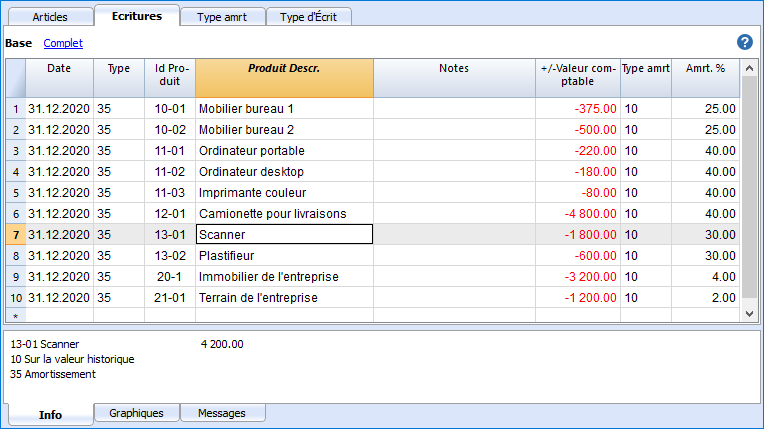 Articles Ecritures Type amrt Type d'Écrit
Base Complet ?
Date Type Id Pro-duit Produit Descr. Notes +/-Valeur com-ptable Type amrt Amrt. %
1 31.12.2020 35 10-01 Mobilier bureau 1 -375.00 10 25.00
2 31.12.2020 35 10-02 Mobilier bureau 2 -500.00 10 25.00
3 31.12.2020 35 11-01 Ordinateur portable -220.00 10 40.00
4 31.12.2020 35 11-02 Ordinateur desktop -180.00 10 40.00
5 31.12.2020 35 11-03 Imprimante couleur -80.00 10 40.00
6 31.12.2020 35 12-01 Camionette pour livraisons -4 800.00 10 40.00
7 31.12.2020 35 13-01 Scanner -1 800.00 10 30.00
8 31.12.2020 35 13-02 Plastifieur -600.00 10 30.00
9 31.12.2020 35 20-1 Immobilier de l'entreprise -3 200.00 10 4.00
10 31.12.2020 35 21-01 Terrain de l'entreprise -1 200.00 10 2.00
*
13-01 Scanner 4 200.00
10 Sur la valeur historique
35 Amortissement
Info Graphiques Messages